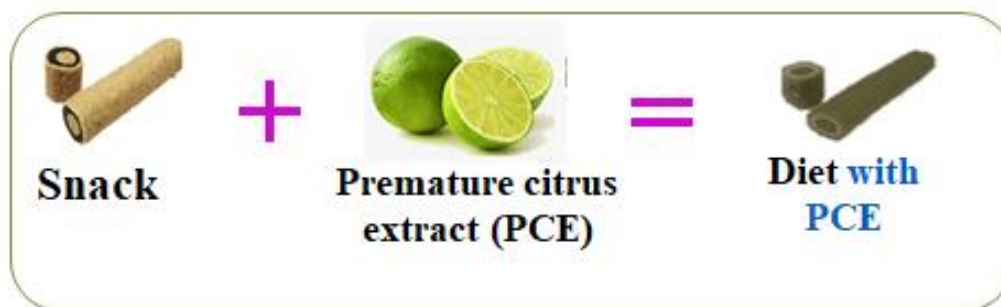 Snack
+
Premature citrus
extract (PCE)
=
Diet with
PCE